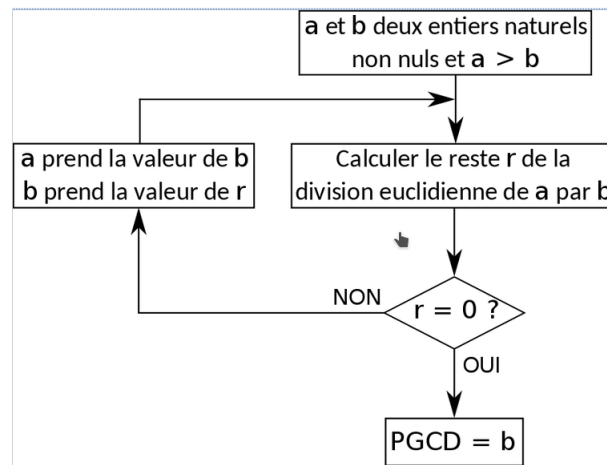 a et b deux entiers naturels
non nuls et a > b
a prend la valeur de b
b prend la valeur de r
Calculer le reste r de la
division euclidienne de a par b
NON
r = 0 ?
OUI
PGCD = b